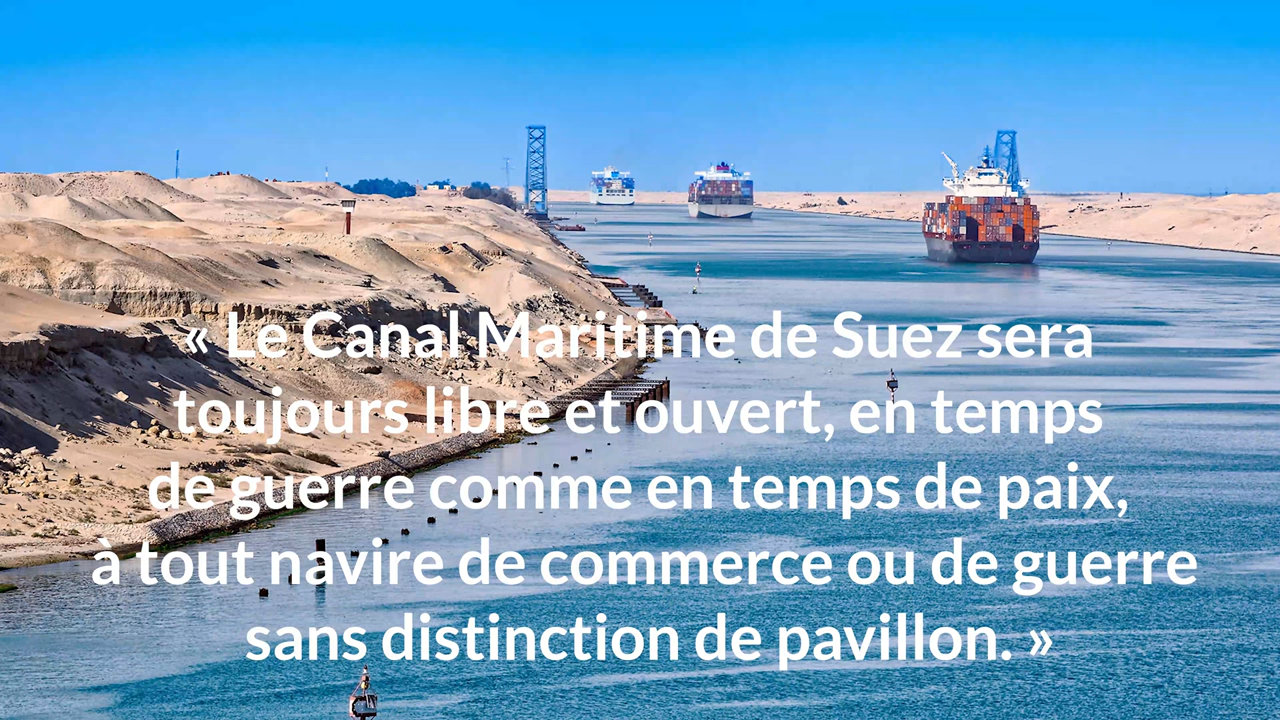 « Le Canal Maritime de Suez sera
toujours libre et ouvert, en temps
de guerre comme en temps de paix,
à tout navire de commerce ou de guerre
sans distinction de pavillon. »